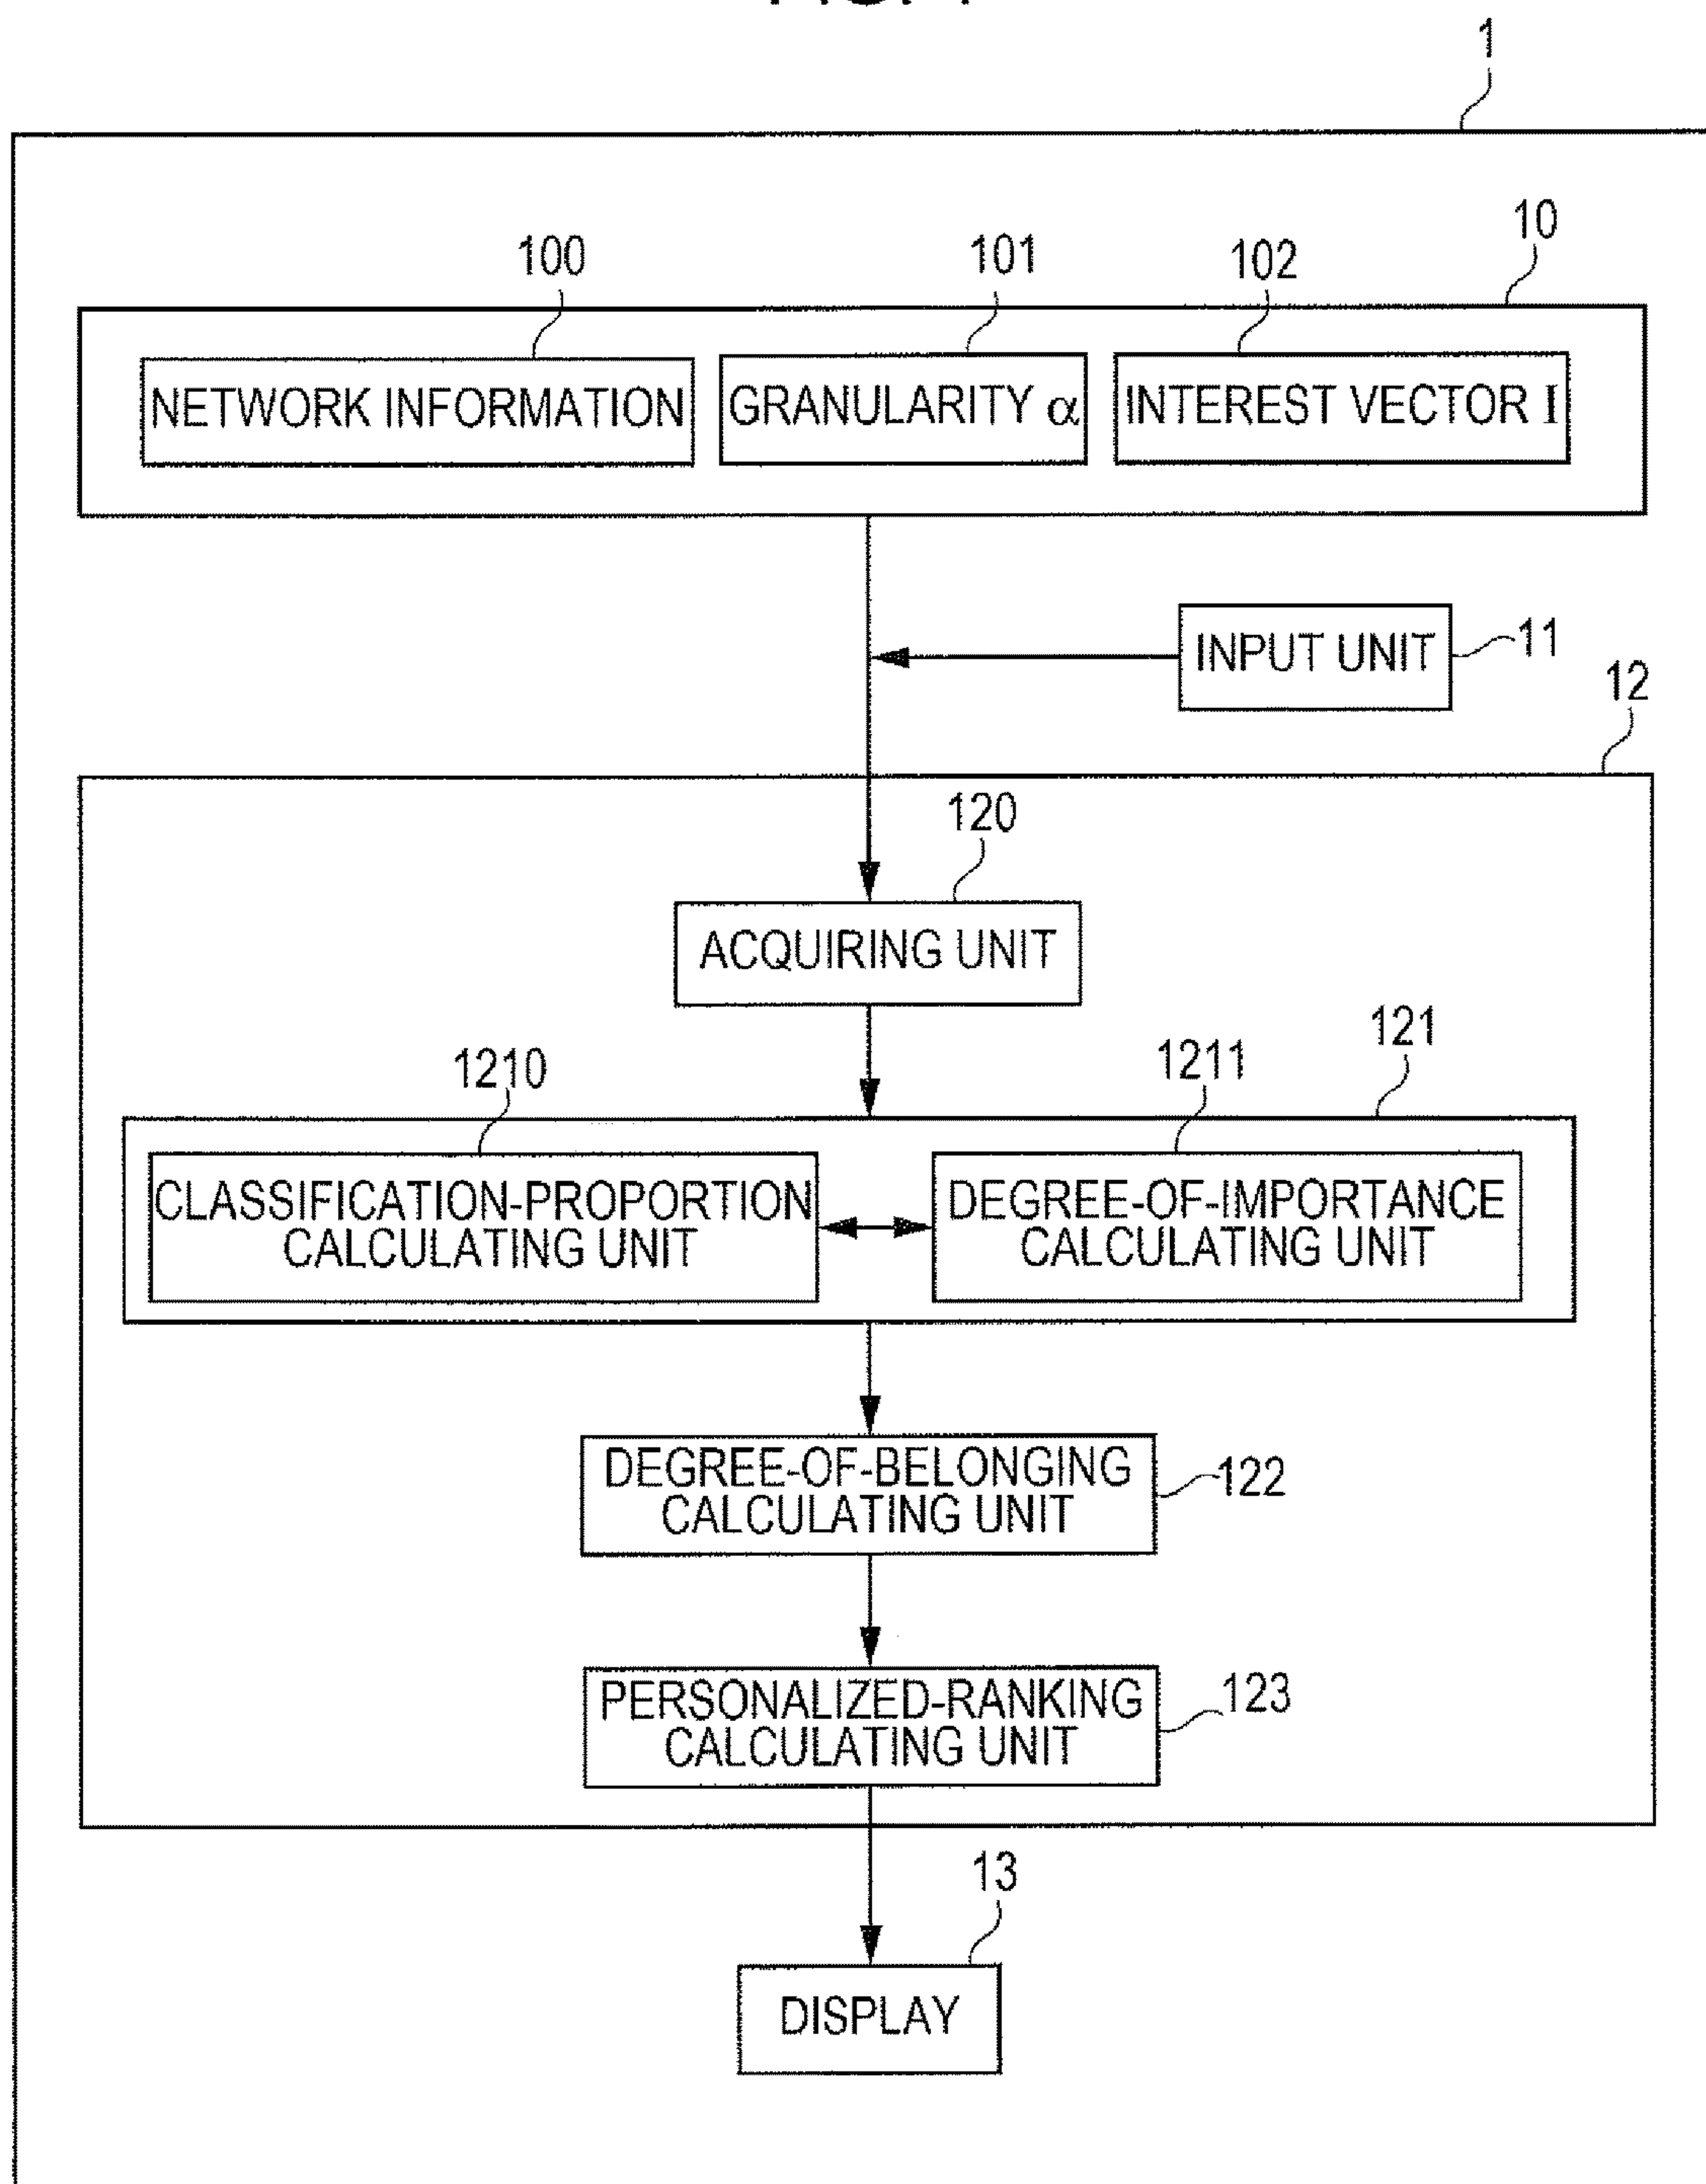 1
10
100
101
102
NETWORK INFORMATION
GRANULARITY α
INTEREST VECTOR I
INPUT UNIT
11
12
120
ACQUIRING UNIT
121
1210
1211
CLASSIFICATION-PROPORTION
CALCULATING UNIT
DEGREE-OF-IMPORTANCE
CALCULATING UNIT
DEGREE-OF-BELONGING
CALCULATING UNIT
122
PERSONALIZED-RANKING
CALCULATING UNIT
123
13
DISPLAY